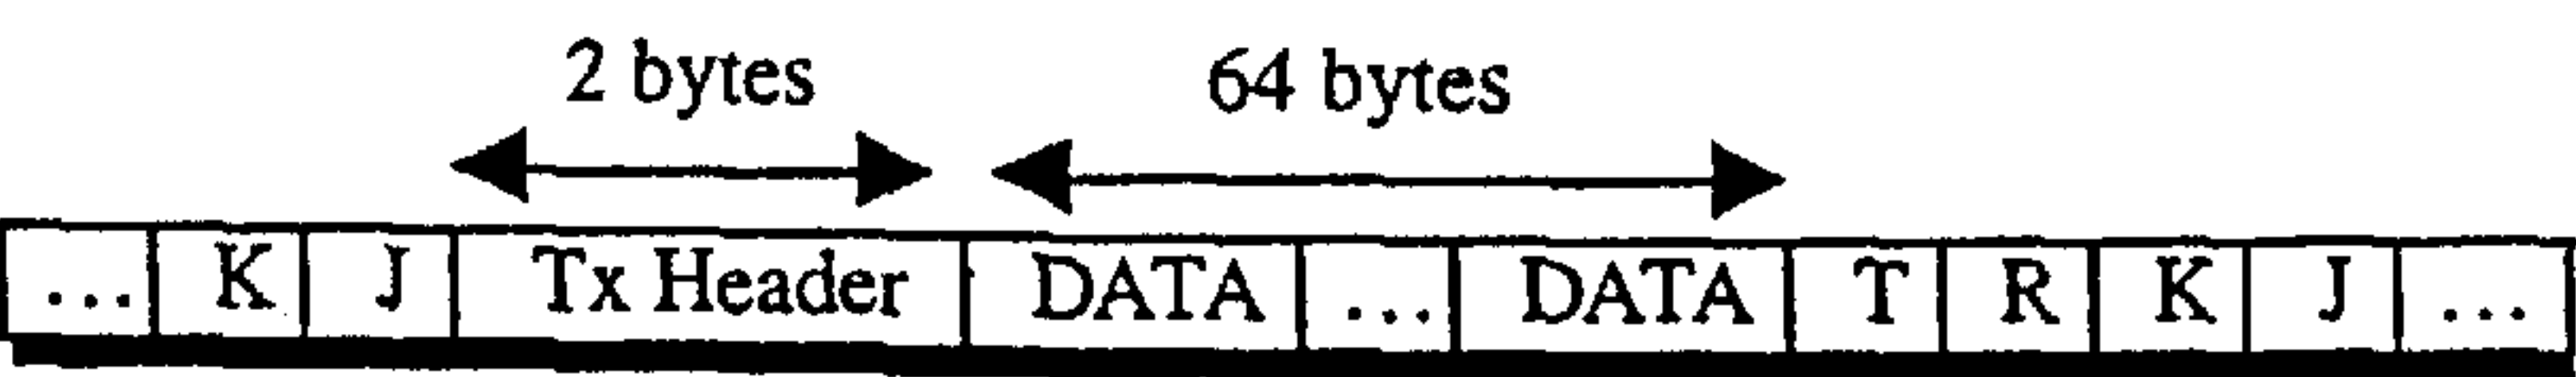 2 bytes 64 bytes
... K J Tx Header DATA ... DATA T R K J ...